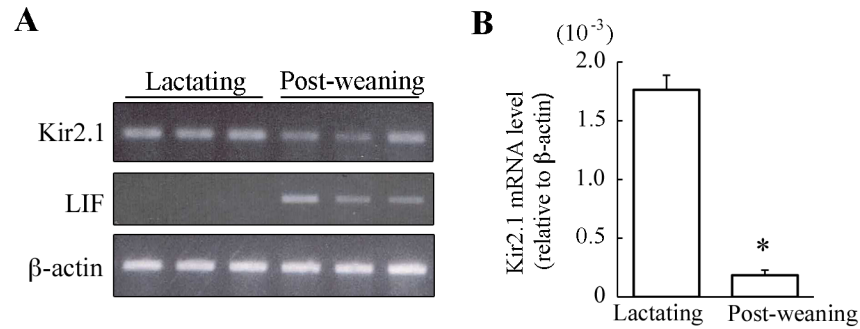 A
Lactating Post-weaning
Kir2.1
LIF
β-actin
B
(10⁻³)
Kir2.1 mRNA level
(relative to β-actin)
2.0
1.5
1.0
0.5
0
*
Lactating Post-weaning